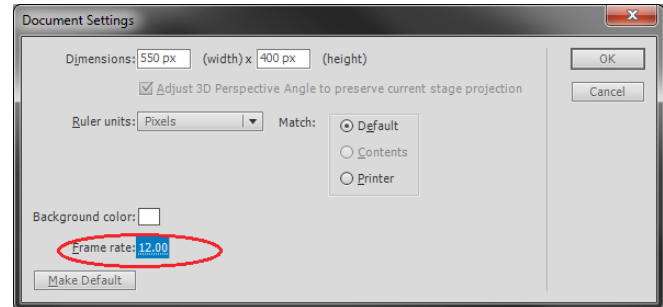 Document Settings
Dimensions: 550 px (width) x 400 px (height)
Adjust 3D Perspective Angle to preserve current stage projection
Ruler units: Pixels Match: Default
Contents
Printer
Background color:
Frame rate: 12.00
Make Default
OK
Cancel